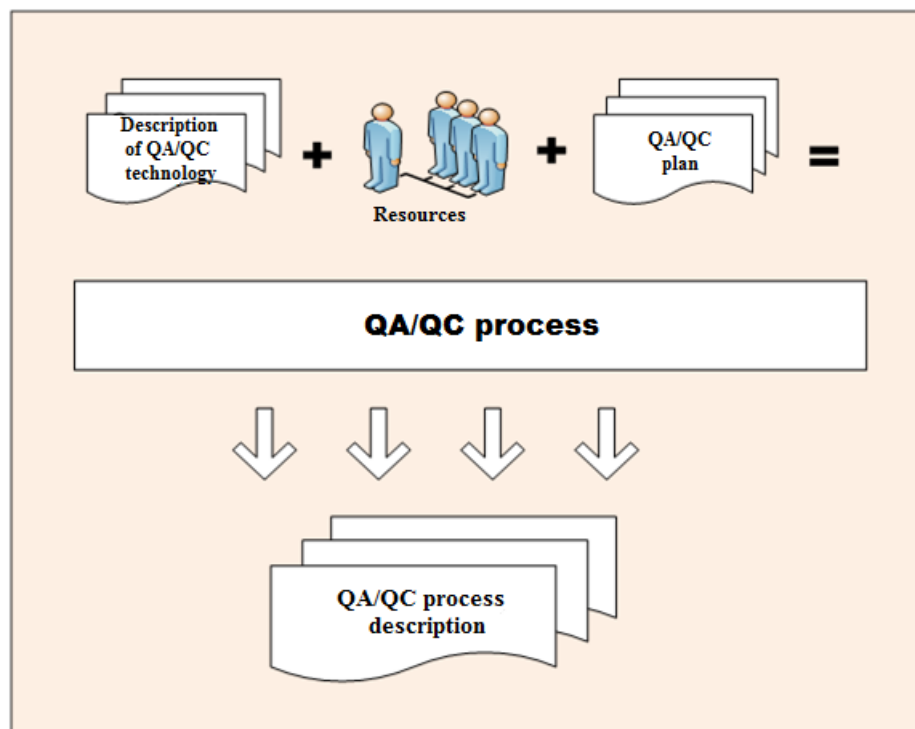 Description
of QA/QC
technology
+
Resources
+
QA/QC
plan
=
QA/QC process
QA/QC process
description